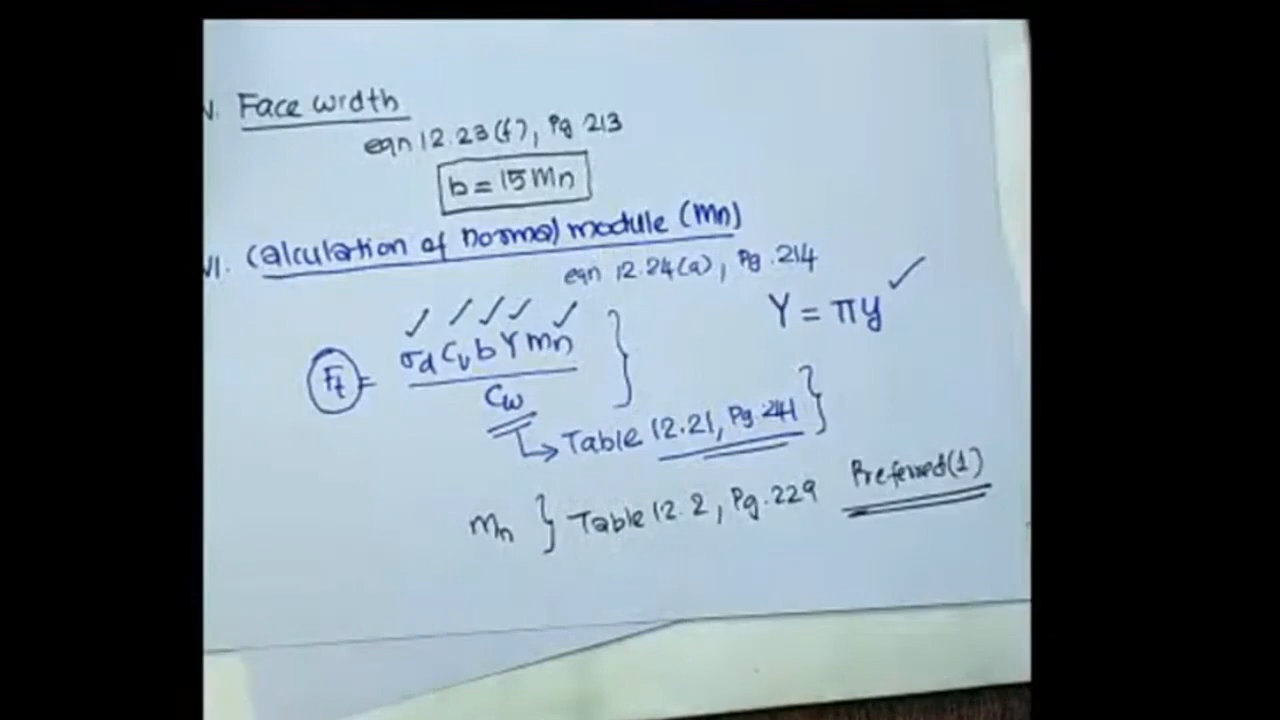 V. Face width
eqn 12.23(f), Pg 213
b = 15 Mn
VI. Calculation of normal module (Mn)
eqn 12.24(a), Pg. 214
Y = πy ✓
✓ ✓ ✓ ✓ ✓
Ft = σd Cv b Y mn }
Cw
↳ Table 12.21, Pg. 241 }
Mn } Table 12.2, Pg. 229 Preferred(1)